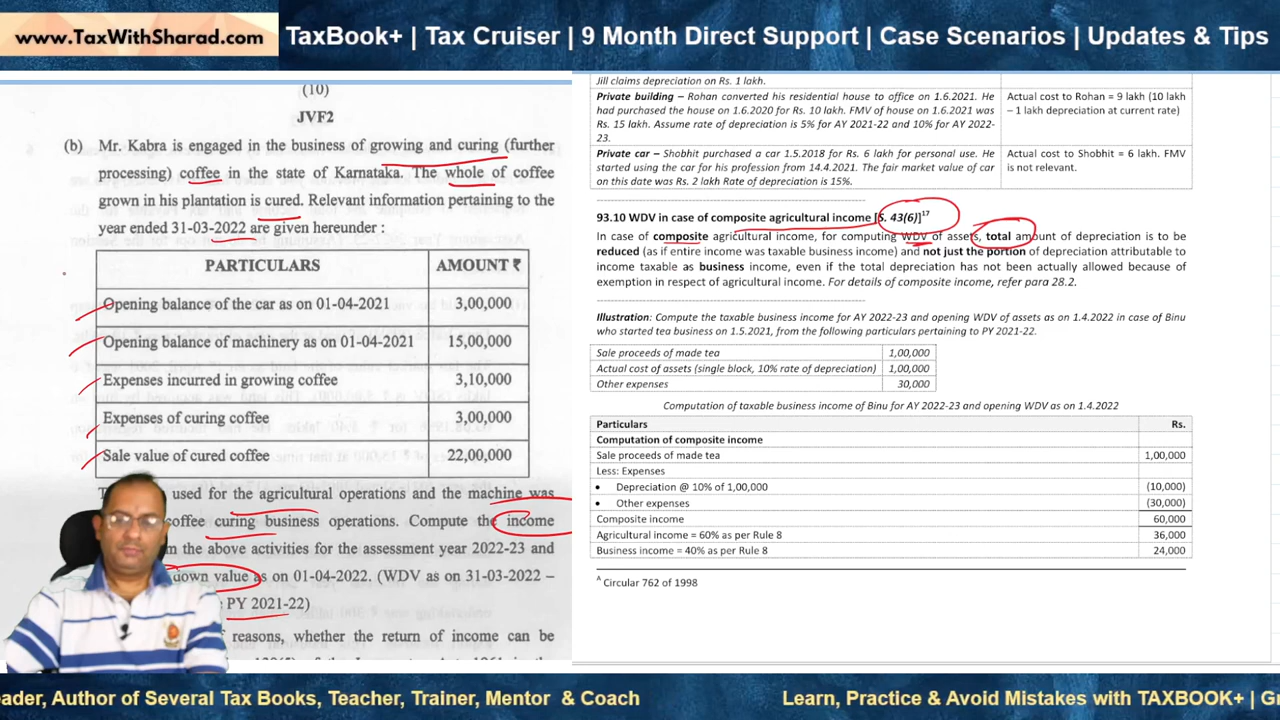 www.TaxWithSharad.com
TaxBook+ | Tax Cruiser | 9 Month Direct Support | Case Scenarios | Updates & Tips
(10)
JVF2
(b) Mr. Kabra is engaged in the business of growing and curing (further
processing) coffee in the state of Karnataka. The whole of coffee
grown in his plantation is cured. Relevant information pertaining to the
year ended 31-03-2022 are given hereunder :
PARTICULARS AMOUNT ₹
Opening balance of the car as on 01-04-2021 3,00,000
Opening balance of machinery as on 01-04-2021 15,00,000
Expenses incurred in growing coffee 3,10,000
Expenses of curing coffee 3,00,000
Sale value of cured coffee 22,00,000
used for the agricultural operations and the machine was
coffee curing business operations. Compute the income
the above activities for the assessment year 2022-23 and
down value as on 01-04-2022. (WDV as on 31-03-2022 –
PY 2021-22)
reasons, whether the return of income can be
Jill claims depreciation on Rs. 1 lakh.
Private building – Rohan converted his residential house to office on 1.6.2021. He
had purchased the house on 1.6.2020 for Rs. 10 lakh. FMV of house on 1.6.2021 was
Rs. 15 lakh. Assume rate of depreciation is 5% for AY 2021-22 and 10% for AY 2022-
23.
Actual cost to Rohan = 9 lakh (10 lakh
– 1 lakh depreciation at current rate)
Private car – Shobhit purchased a car 1.5.2018 for Rs. 6 lakh for personal use. He
started using the car for his profession from 14.4.2021. The fair market value of car
on this date was Rs. 2 lakh Rate of depreciation is 15%.
Actual cost to Shobhit = 6 lakh. FMV
is not relevant.
93.10 WDV in case of composite agricultural income [S. 43(6)]17
In case of composite agricultural income, for computing WDV of assets, total amount of depreciation is to be
reduced (as if entire income was taxable business income) and not just the portion of depreciation attributable to
income taxable as business income, even if the total depreciation has not been actually allowed because of
exemption in respect of agricultural income. For details of composite income, refer para 28.2.
Illustration: Compute the taxable business income for AY 2022-23 and opening WDV of assets as on 1.4.2022 in case of Binu
who started tea business on 1.5.2021, from the following particulars pertaining to PY 2021-22.
Sale proceeds of made tea 1,00,000
Actual cost of assets (single block, 10% rate of depreciation) 1,00,000
Other expenses 30,000
Computation of taxable business income of Binu for AY 2022-23 and opening WDV as on 1.4.2022
Particulars Rs.
Computation of composite income
Sale proceeds of made tea 1,00,000
Less: Expenses
• Depreciation @ 10% of 1,00,000 (10,000)
• Other expenses (30,000)
Composite income 60,000
Agricultural income = 60% as per Rule 8 36,000
Business income = 40% as per Rule 8 24,000
A Circular 762 of 1998
eader, Author of Several Tax Books, Teacher, Trainer, Mentor & Coach
Learn, Practice & Avoid Mistakes with TAXBOOK+ |